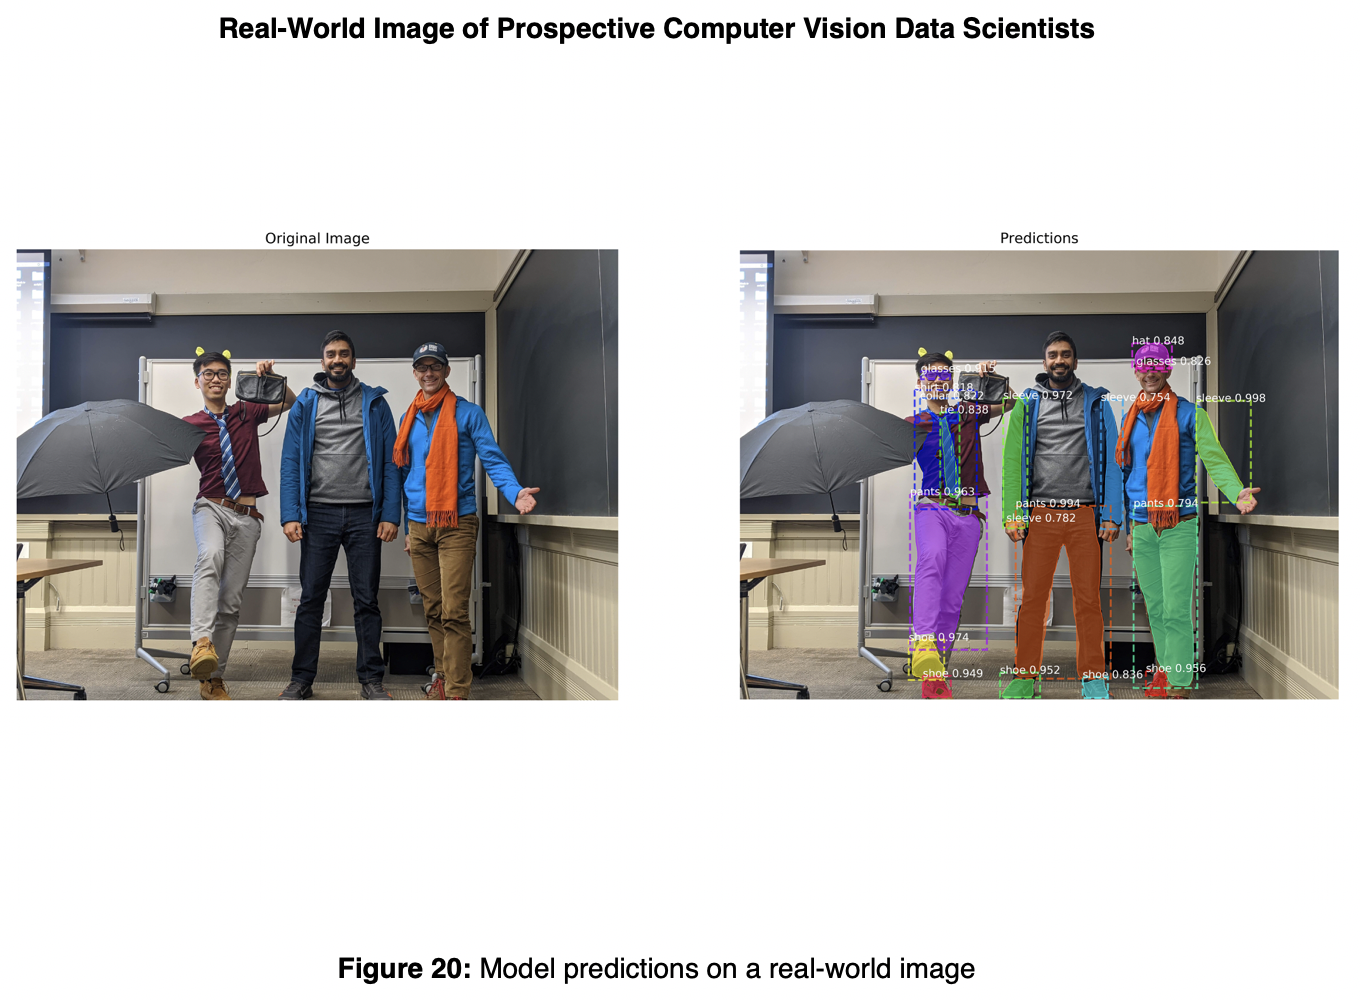 Real-World Image of Prospective Computer Vision Data Scientists
Original Image
Predictions
hat 0.848
glasses 0.826
glasses 0.915
shirt 0.818
collar 0.822
tie 0.838
sleeve 0.972
sleeve 0.754
sleeve 0.998
pants 0.963
pants 0.994
pants 0.794
sleeve 0.782
shoe 0.974
shoe 0.949
shoe 0.952
shoe 0.836
shoe 0.956
Figure 20: Model predictions on a real-world image